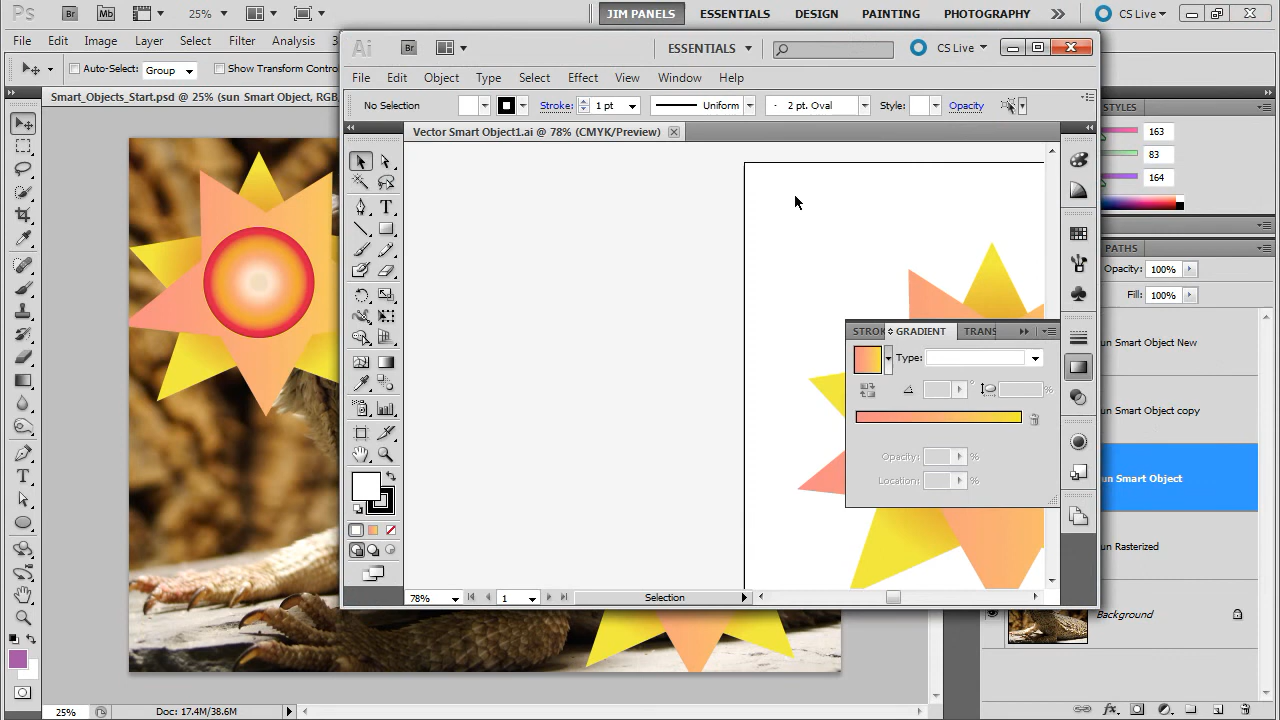 Ps Br Mb 25% JIM PANELS ESSENTIALS DESIGN PAINTING PHOTOGRAPHY CS Live
File Edit Image Layer Select Filter Analysis
Auto-Select: Group Show Transform Contro
Smart_Objects_Start.psd @ 25% (sun Smart Object, RGB
Ai Br ESSENTIALS CS Live
File Edit Object Type Select Effect View Window Help
No Selection Stroke: 1 pt Uniform 2 pt. Oval Style: Opacity
Vector Smart Object1.ai @ 78% (CMYK/Preview)
STROK GRADIENT TRANS
Type:
°
%
Opacity: %
Location: %
78% 1 Selection
STYLES
163
83
164
PATHS
Opacity: 100%
Fill: 100%
un Smart Object New
un Smart Object copy
un Smart Object
un Rasterized
Background
25% Doc: 17.4M/38.6M
fx